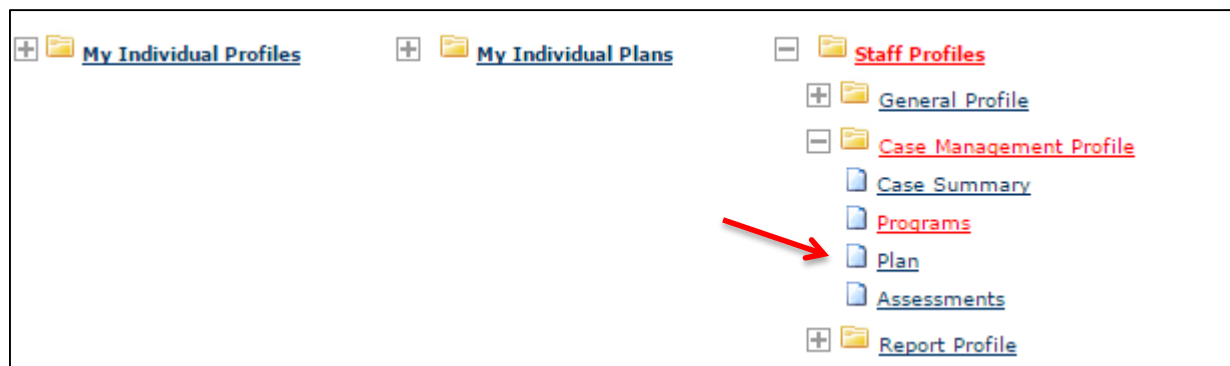 My Individual Profiles
My Individual Plans
Staff Profiles
General Profile
Case Management Profile
Case Summary
Programs
Plan
Assessments
Report Profile